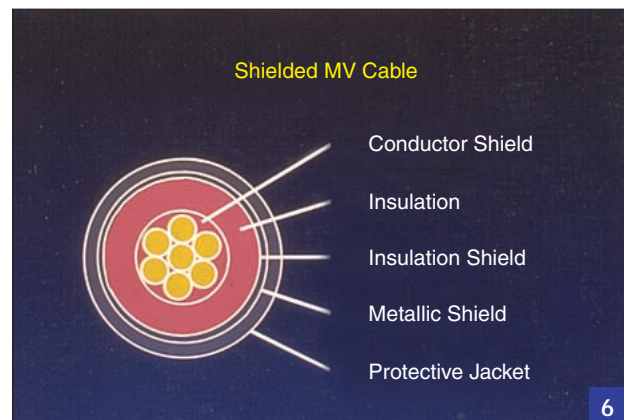 Shielded MV Cable
Conductor Shield
Insulation
Insulation Shield
Metallic Shield
Protective Jacket
6